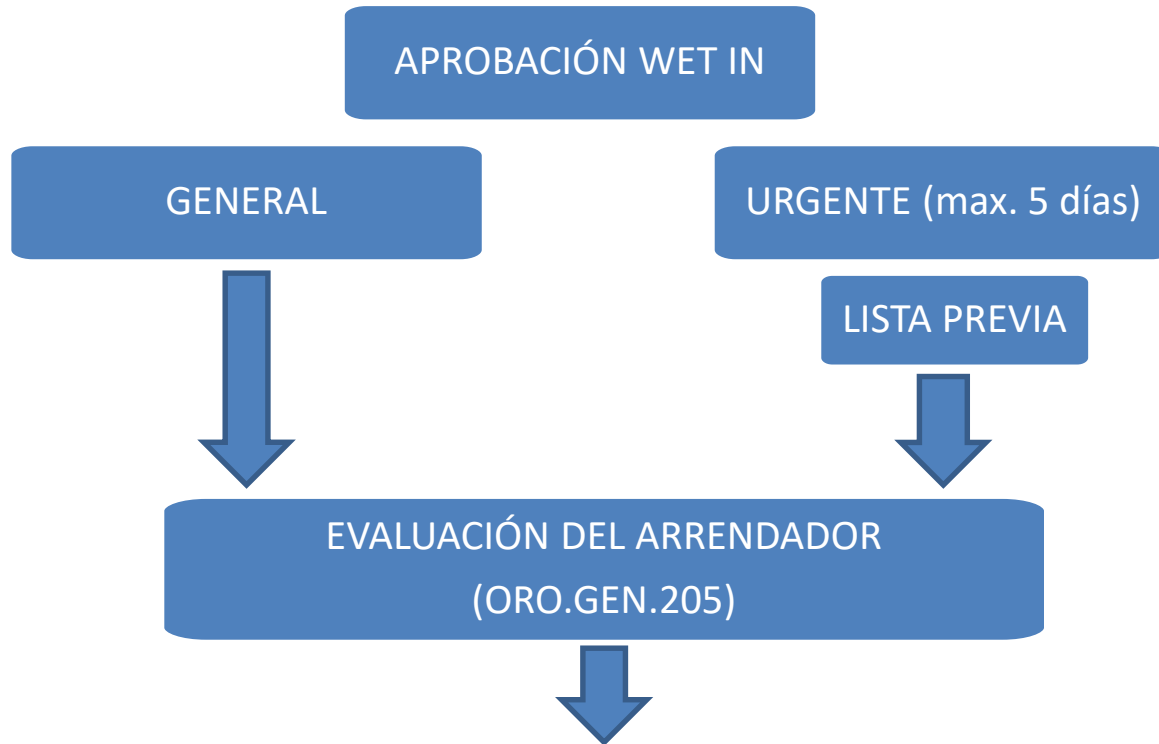 APROBACIÓN WET IN
GENERAL
URGENTE (max. 5 días)
LISTA PREVIA
EVALUACIÓN DEL ARRENDADOR
(ORO.GEN.205)